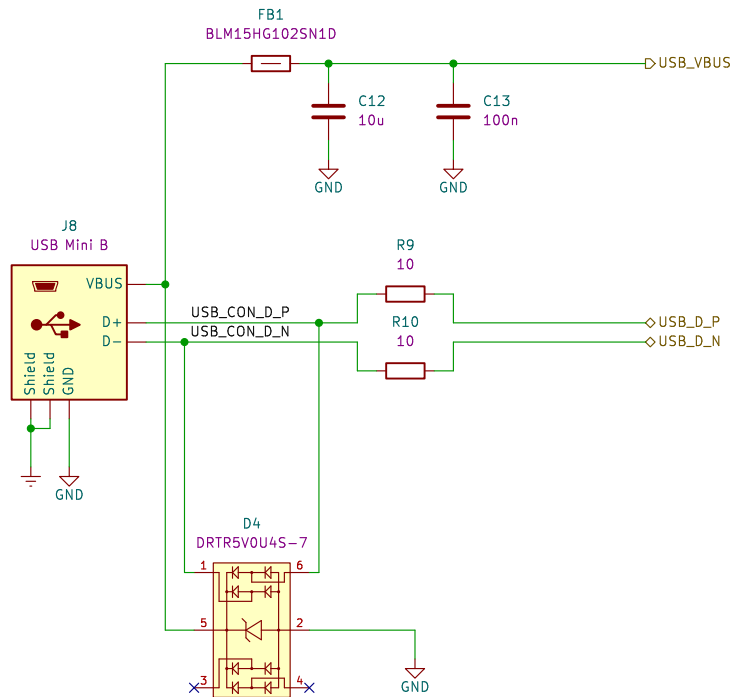 FB1
BLM15HG102SN1D
USB_VBUS
C12
10u
C13
100n
GND
GND
J8
USB Mini B
R9
10
VBUS
USB_CON_D_P
D+
USB_D_P
R10
USB_CON_D_N
D-
10
USB_D_N
Shield
Shield
GND
GND
D4
DRTR5V0U4S-7
1
6
5
2
3
4
GND